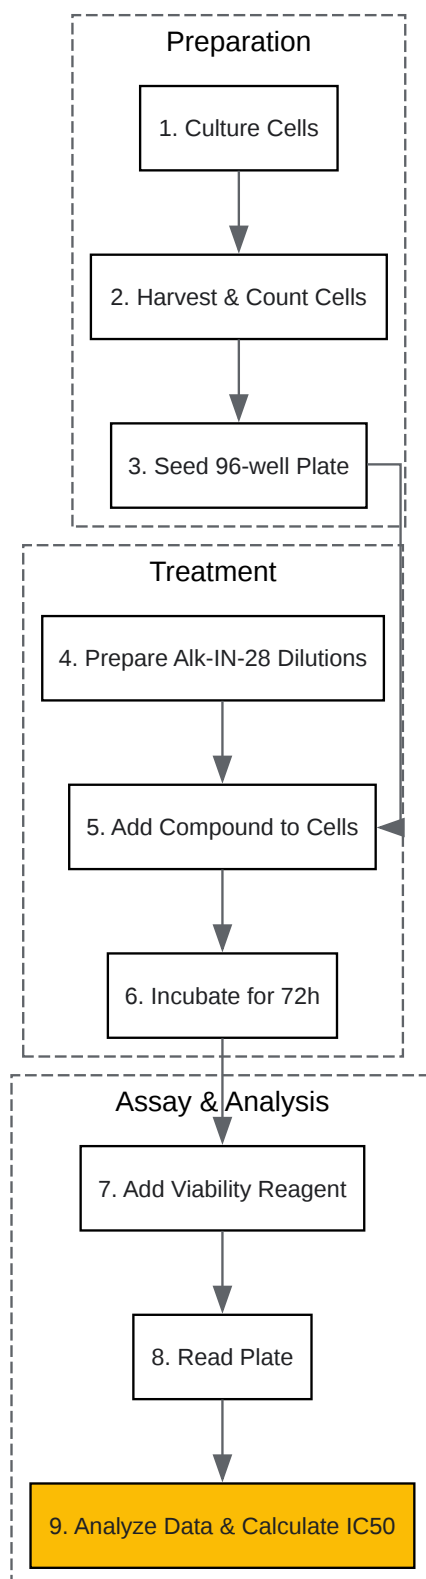 Preparation
1. Culture Cells
2. Harvest & Count Cells
3. Seed 96-well Plate
Treatment
4. Prepare Alk-IN-28 Dilutions
5. Add Compound to Cells
6. Incubate for 72h
Assay & Analysis
7. Add Viability Reagent
8. Read Plate
9. Analyze Data & Calculate IC50